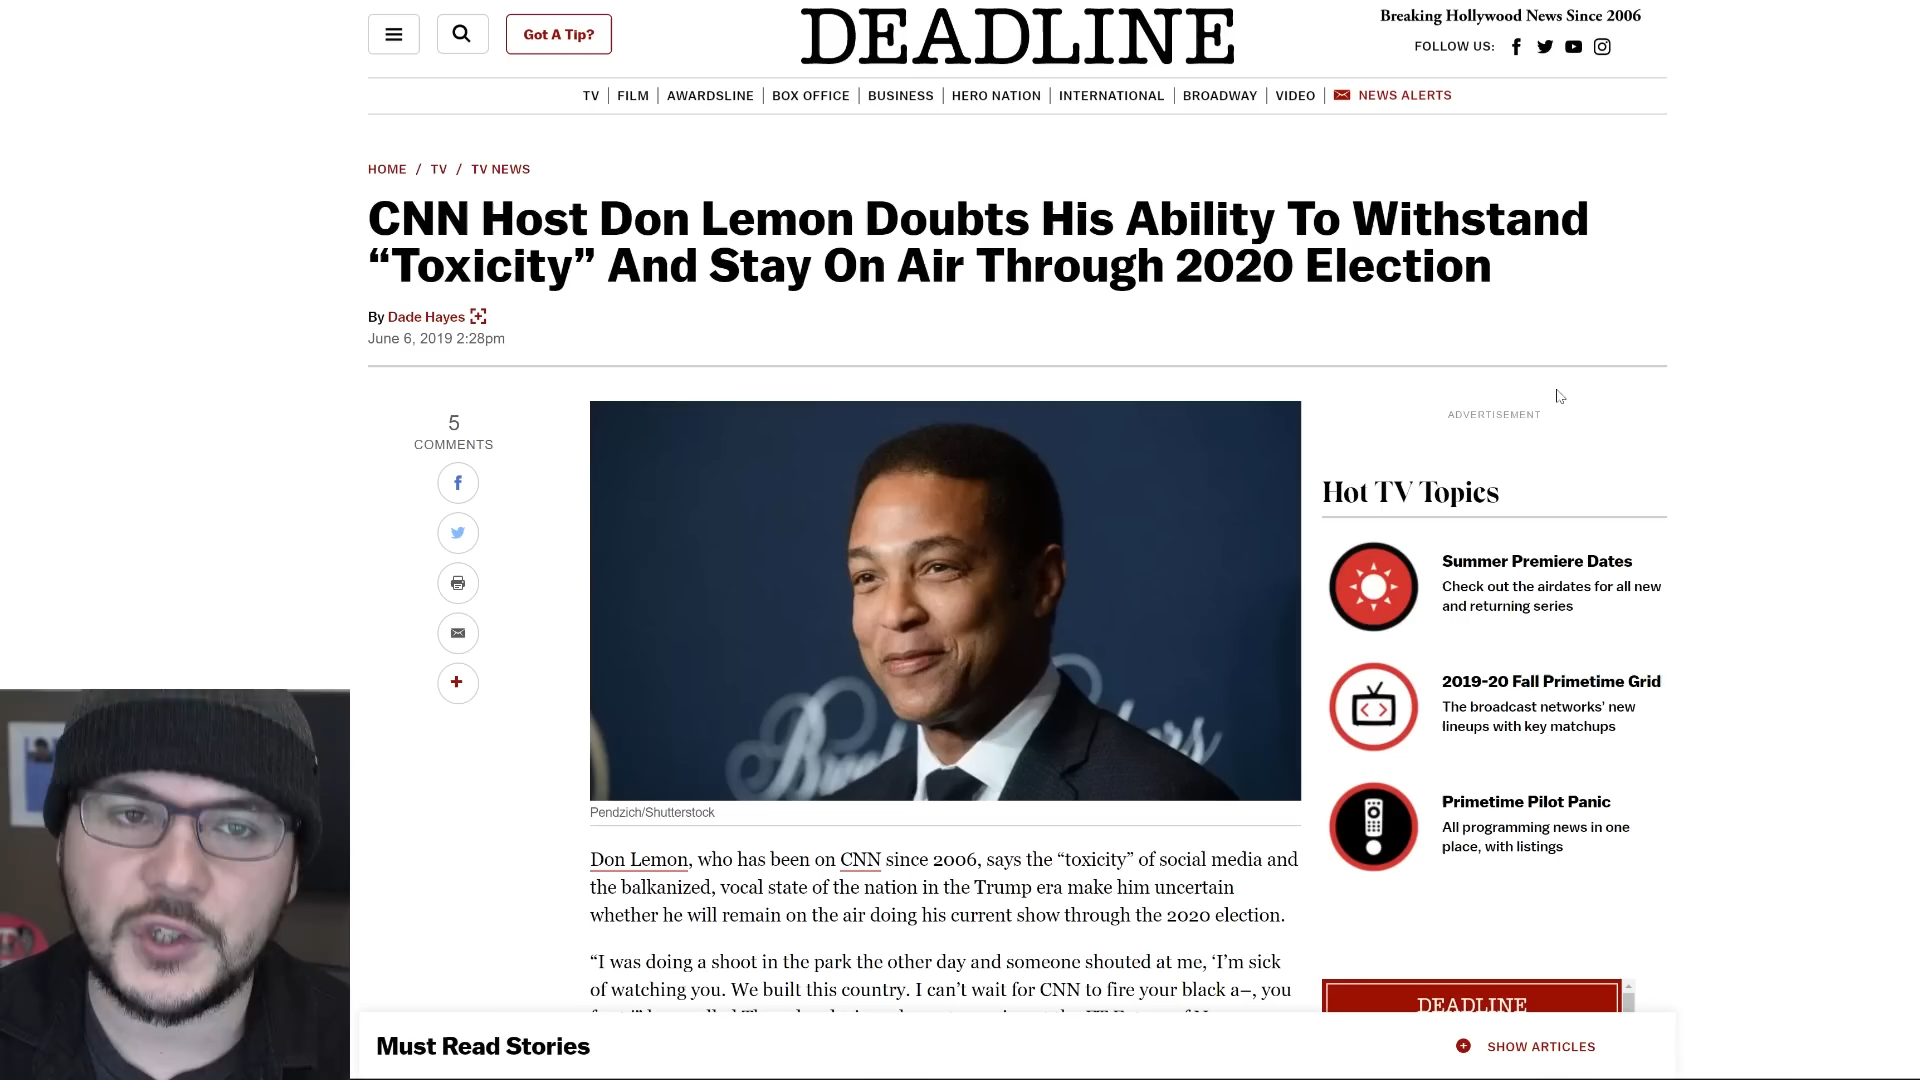 Got A Tip?
DEADLINE
Breaking Hollywood News Since 2006
FOLLOW US:
TV | FILM | AWARDSLINE | BOX OFFICE | BUSINESS | HERO NATION | INTERNATIONAL | BROADWAY | VIDEO | NEWS ALERTS
HOME / TV / TV NEWS
CNN Host Don Lemon Doubts His Ability To Withstand
“Toxicity” And Stay On Air Through 2020 Election
By Dade Hayes
June 6, 2019 2:28pm
5
COMMENTS
Pendzich/Shutterstock
Don Lemon, who has been on CNN since 2006, says the “toxicity” of social media and
the balkanized, vocal state of the nation in the Trump era make him uncertain
whether he will remain on the air doing his current show through the 2020 election.
“I was doing a shoot in the park the other day and someone shouted at me, ‘I’m sick
of watching you. We built this country. I can’t wait for CNN to fire your black a–, you
ADVERTISEMENT
Hot TV Topics
Summer Premiere Dates
Check out the airdates for all new
and returning series
2019-20 Fall Primetime Grid
The broadcast networks’ new
lineups with key matchups
Primetime Pilot Panic
All programming news in one
place, with listings
DEADLINE
Must Read Stories
SHOW ARTICLES